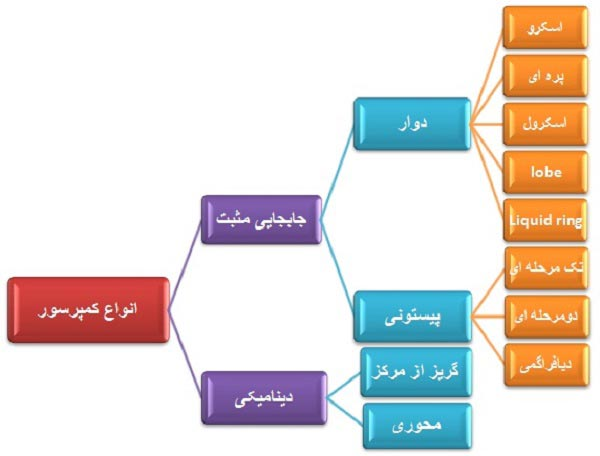 انواع کمپرسور
جابجایی مثبت
دوار
اسکرو
پره ای
اسکرول
lobe
Liquid ring
پیستونی
تک مرحله ای
دومرحله ای
دیافراگمی
دینامیکی
گریز از مرکز
محوری